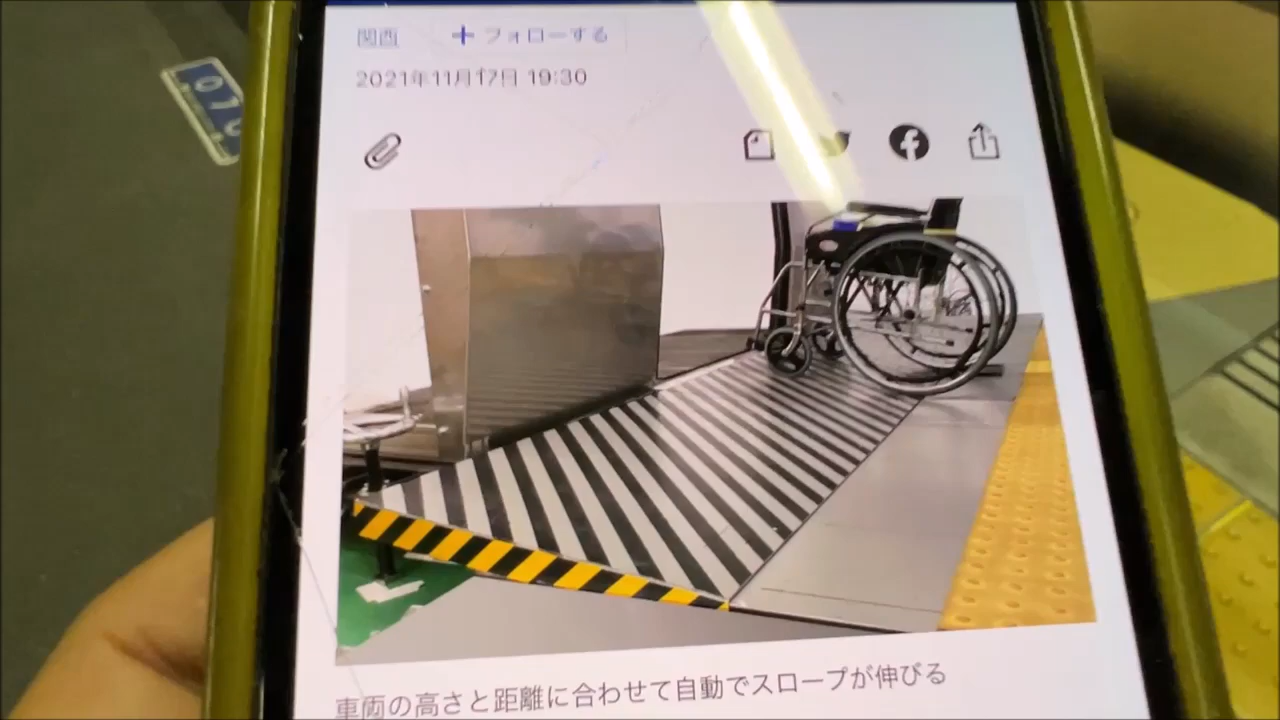 関西 + フォローする
2021年11月17日 19:30
車両の高さと距離に合わせて自動でスロープが伸びる